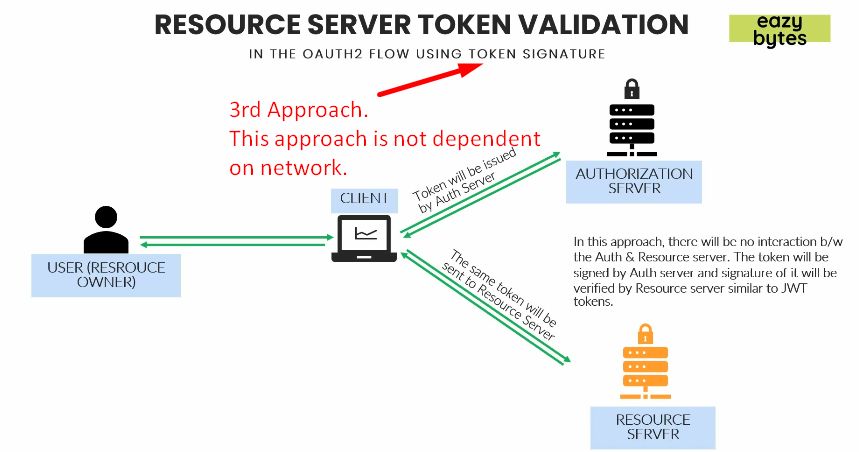 RESOURCE SERVER TOKEN VALIDATION
eazy
bytes
IN THE OAUTH2 FLOW USING TOKEN SIGNATURE
3rd Approach.
This approach is not dependent
on network.
Token will be issued
by Auth Server
AUTHORIZATION
SERVER
CLIENT
USER (RESROUCE
OWNER)
The same token will be
sent to Resource Server
In this approach, there will be no interaction b/w
the Auth & Resource server. The token will be
signed by Auth server and signature of it will be
verified by Resource server similar to JWT
tokens.
RESOURCE
SERVER